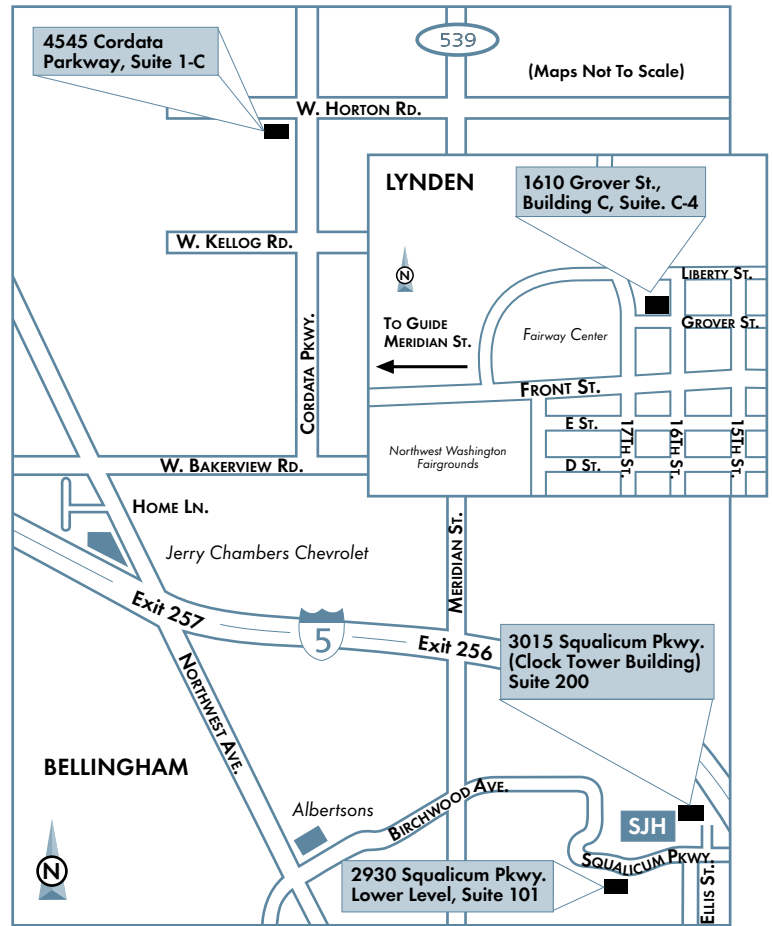 4545 Cordata
Parkway, Suite 1-C
539
(Maps Not To Scale)
W. Horton Rd.
LYNDEN
1610 Grover St.,
Building C, Suite. C-4
W. Kellog Rd.
N
Liberty St.
To Guide
Meridian St.
Fairway Center
Grover St.
Cordata Pkwy.
Front St.
E St.
17th St.
16th St.
15th St.
Northwest Washington
Fairgrounds
D St.
W. Bakerview Rd.
Home Ln.
Jerry Chambers Chevrolet
Meridian St.
Exit 257
5
Exit 256
3015 Squalicum Pkwy.
(Clock Tower Building)
Suite 200
Northwest Ave.
BELLINGHAM
Albertsons
Birchwood Ave.
SJH
Squalicum Pkwy.
N
2930 Squalicum Pkwy.
Lower Level, Suite 101
Ellis St.